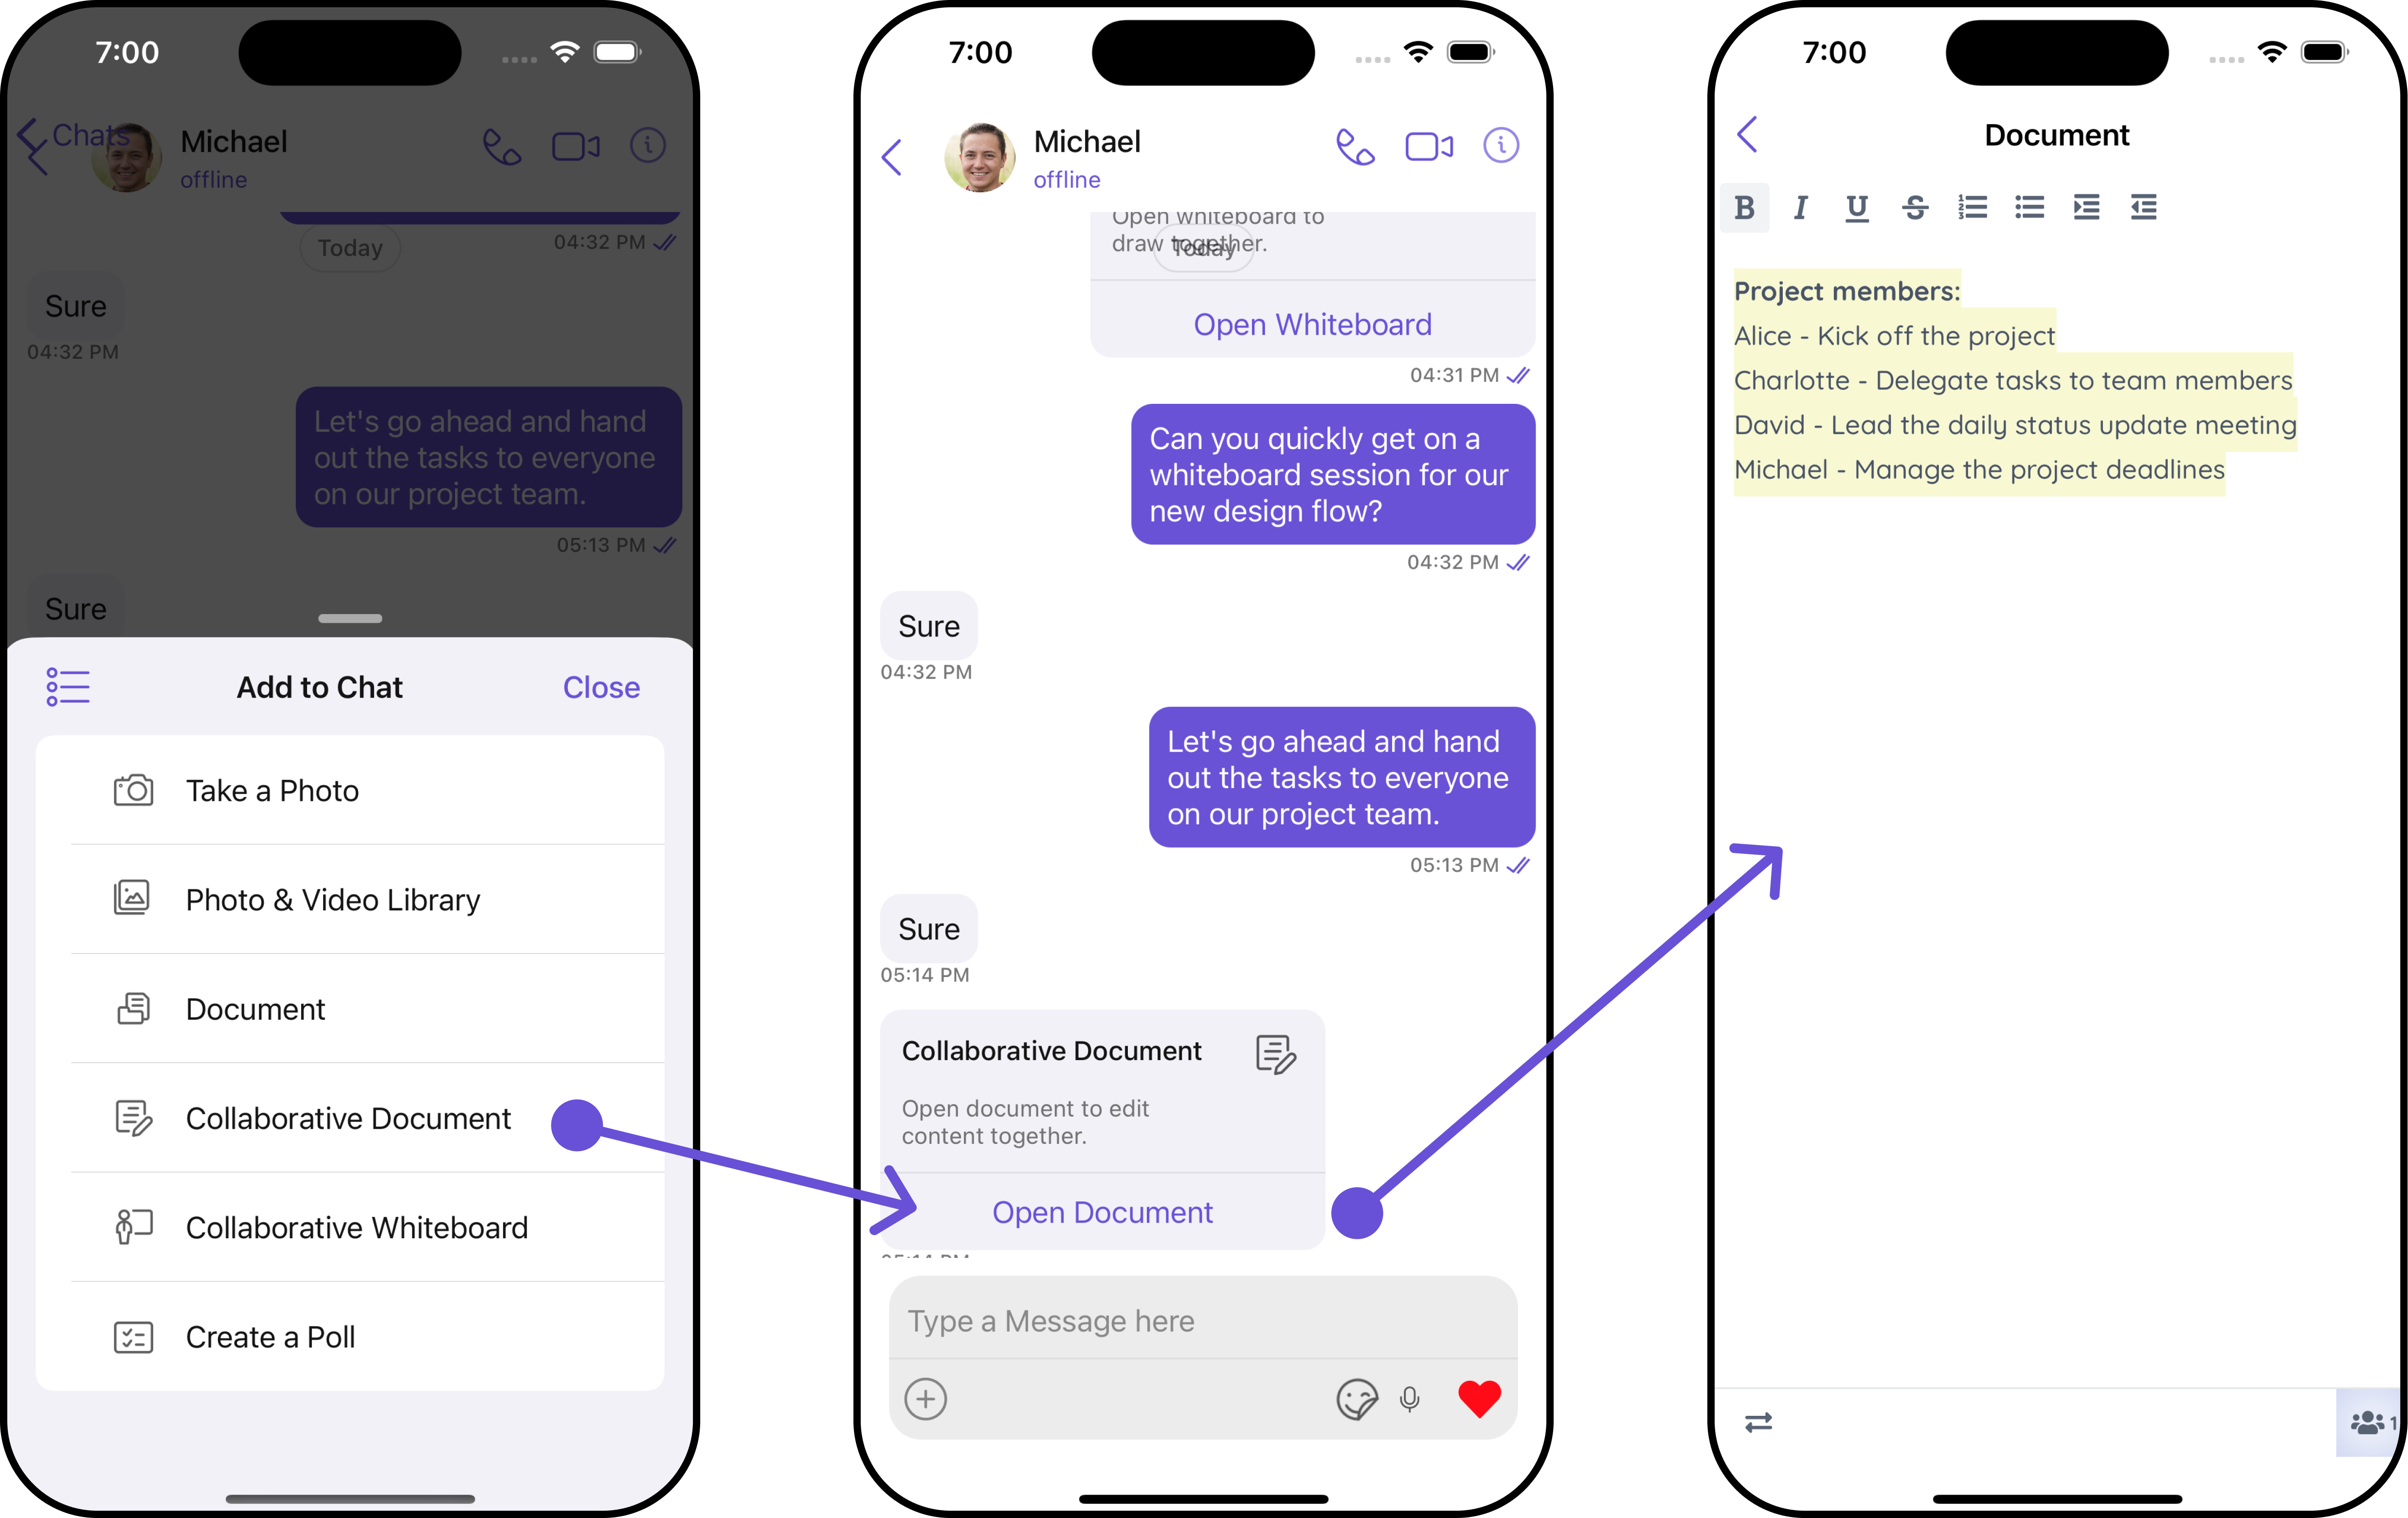 7:00
Chats
Michael
offline
04:32 PM
Today
Sure
04:32 PM
Let's go ahead and hand
out the tasks to everyone
on our project team.
05:13 PM
Sure
Add to Chat
Close
Take a Photo
Photo & Video Library
Document
Collaborative Document
Collaborative Whiteboard
Create a Poll
7:00
Michael
offline
Open whiteboard to
draw together.
Today
Open Whiteboard
04:31 PM
Can you quickly get on a
whiteboard session for our
new design flow?
04:32 PM
Sure
04:32 PM
Let's go ahead and hand
out the tasks to everyone
on our project team.
05:13 PM
Sure
05:14 PM
Collaborative Document
Open document to edit
content together.
Open Document
Type a Message here
7:00
Document
B I U S
Project members:
Alice - Kick off the project
Charlotte - Delegate tasks to team members
David - Lead the daily status update meeting
Michael - Manage the project deadlines
1